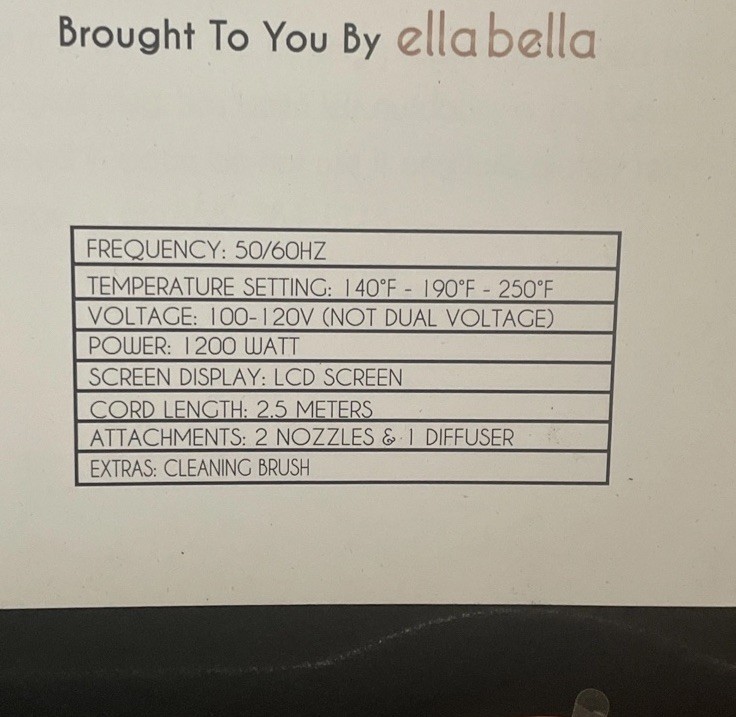 Brought To You By ellabella
FREQUENCY: 50/60HZ
TEMPERATURE SETTING: 140°F - 190°F - 250°F
VOLTAGE: 100-120V (NOT DUAL VOLTAGE)
POWER: 1200 WATT
SCREEN DISPLAY: LCD SCREEN
CORD LENGTH: 2.5 METERS
ATTACHMENTS: 2 NOZZLES & 1 DIFFUSER
EXTRAS: CLEANING BRUSH